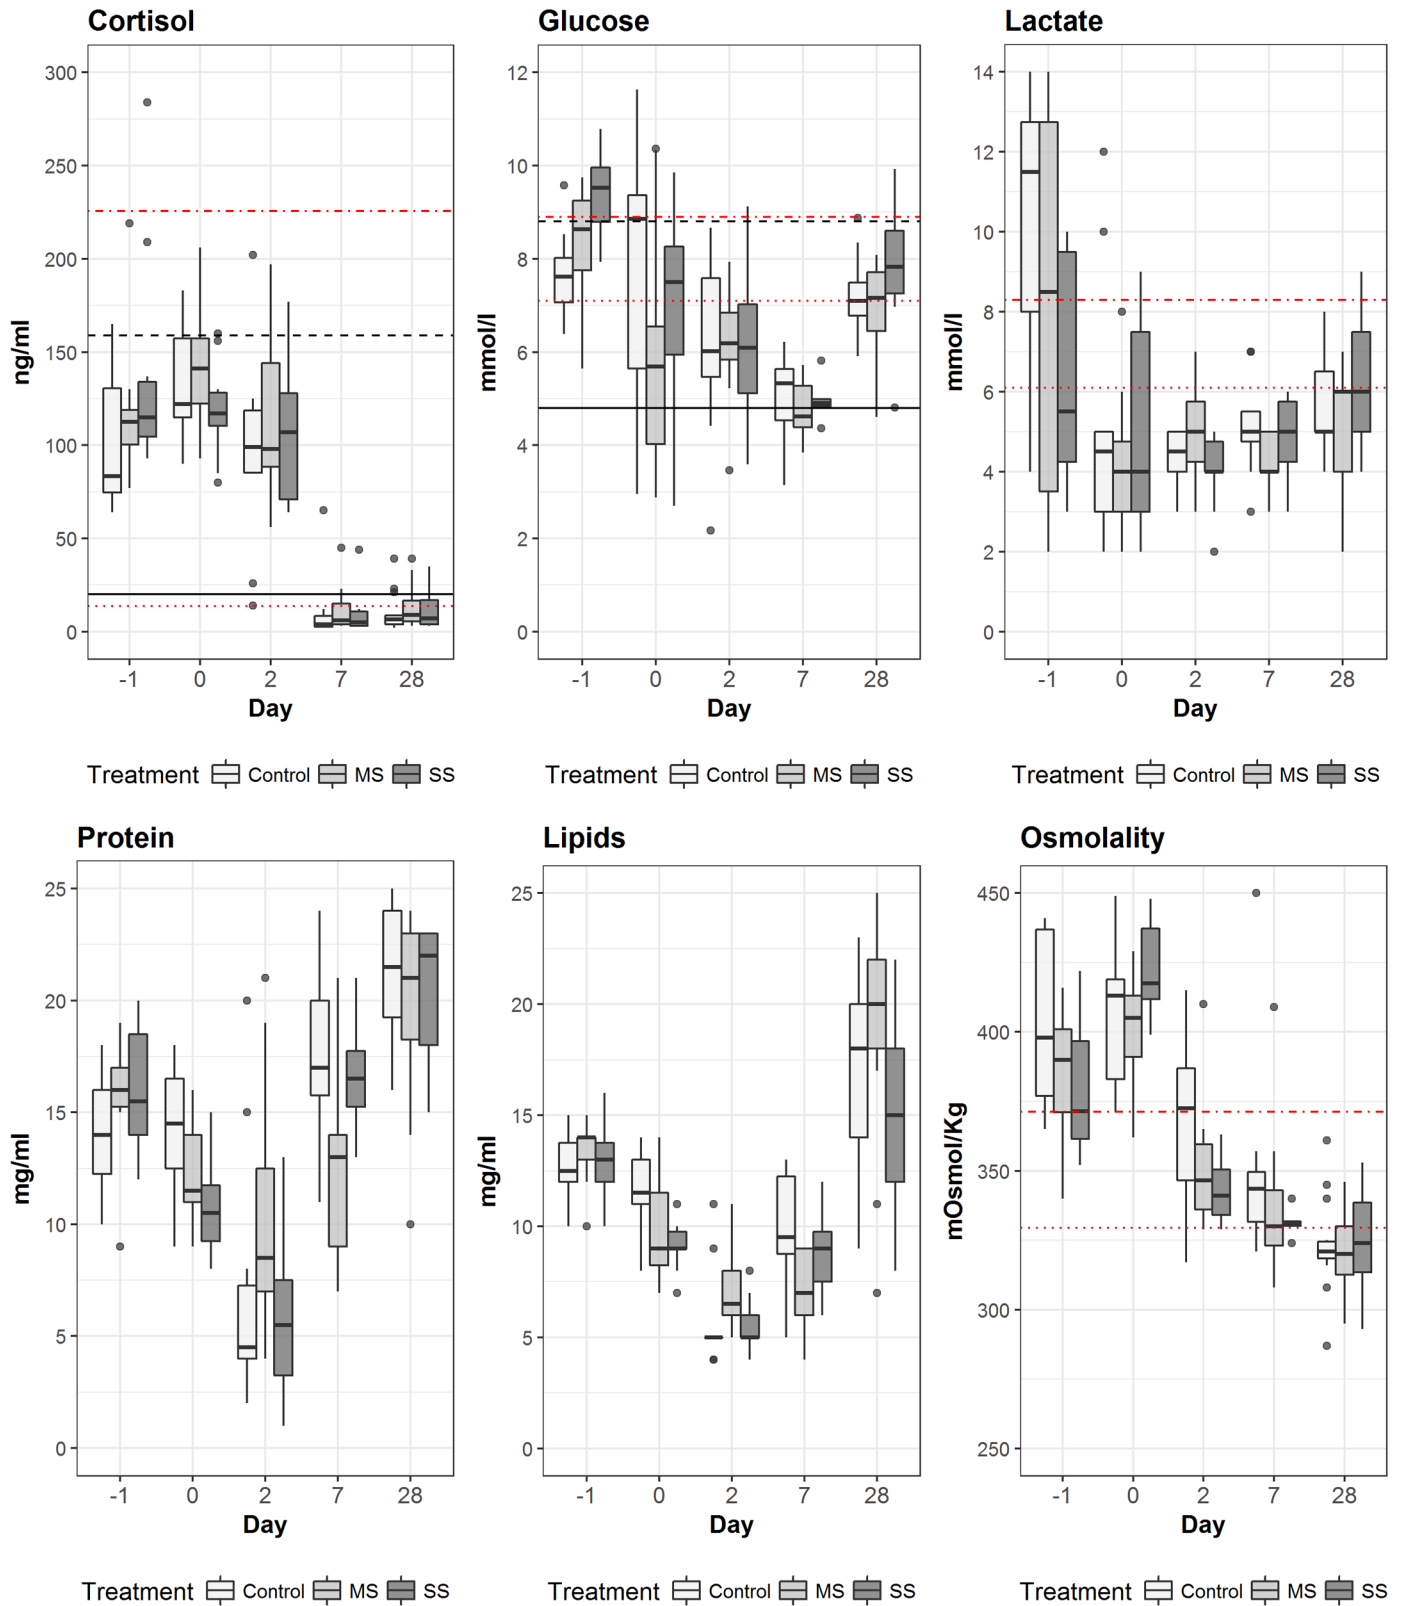 Cortisol
ng/ml
300
250
200
150
100
50
0
-1 0 2 7 28
Day
Treatment Control MS SS
Glucose
mmol/l
12
10
8
6
4
2
0
-1 0 2 7 28
Day
Treatment Control MS SS
Lactate
mmol/l
14
12
10
8
6
4
2
0
-1 0 2 7 28
Day
Treatment Control MS SS
Protein
mg/ml
25
20
15
10
5
0
-1 0 2 7 28
Day
Treatment Control MS SS
Lipids
mg/ml
25
20
15
10
5
0
-1 0 2 7 28
Day
Treatment Control MS SS
Osmolality
mOsmol/Kg
450
400
350
300
250
-1 0 2 7 28
Day
Treatment Control MS SS